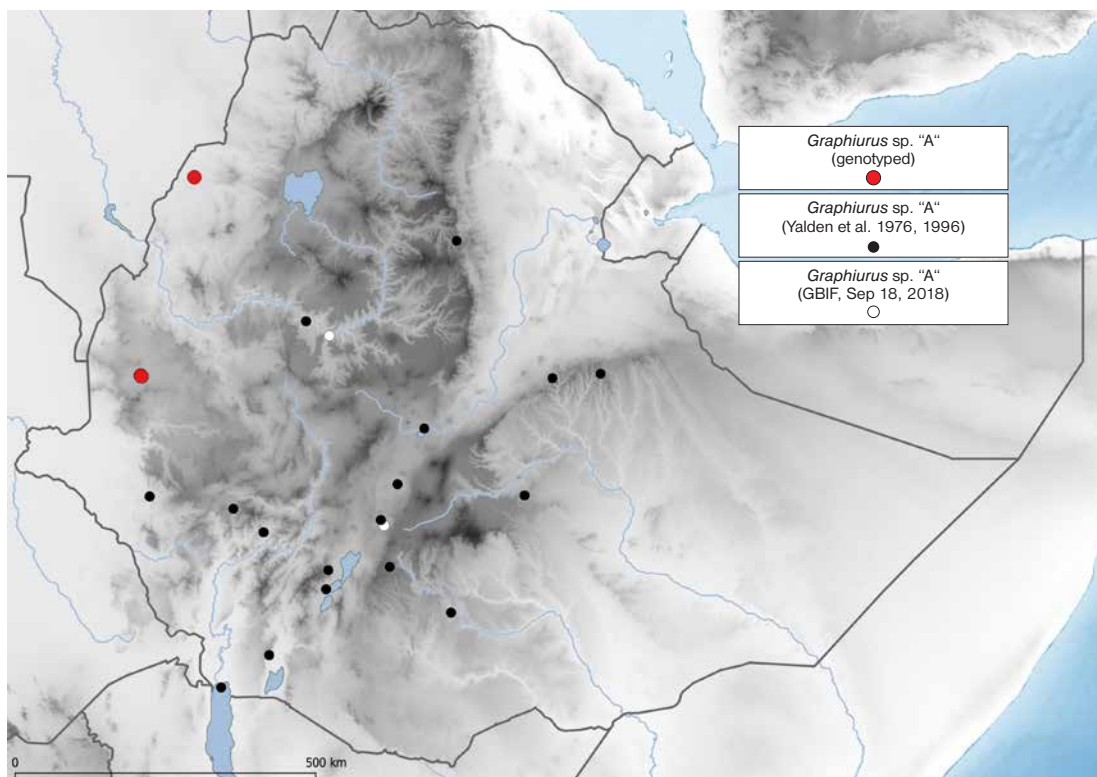 Graphiurus sp. "A"
(genotyped)
Graphiurus sp. "A"
(Yalden et al. 1976, 1996)
Graphiurus sp. "A"
(GBIF, Sep 18, 2018)
0
500 km